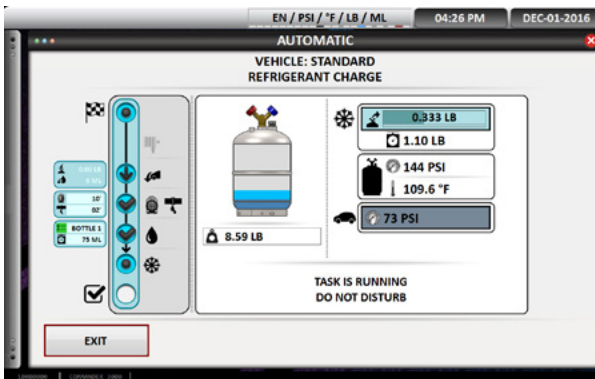 EN / PSI / °F / LB / ML
04:26 PM
DEC-01-2016
AUTOMATIC
VEHICLE: STANDARD
REFRIGERANT CHARGE
0.333 LB
1.10 LB
144 PSI
109.6 °F
73 PSI
10'
02'
BOTTLE 1
75 ML
8.59 LB
TASK IS RUNNING
DO NOT DISTURB
EXIT